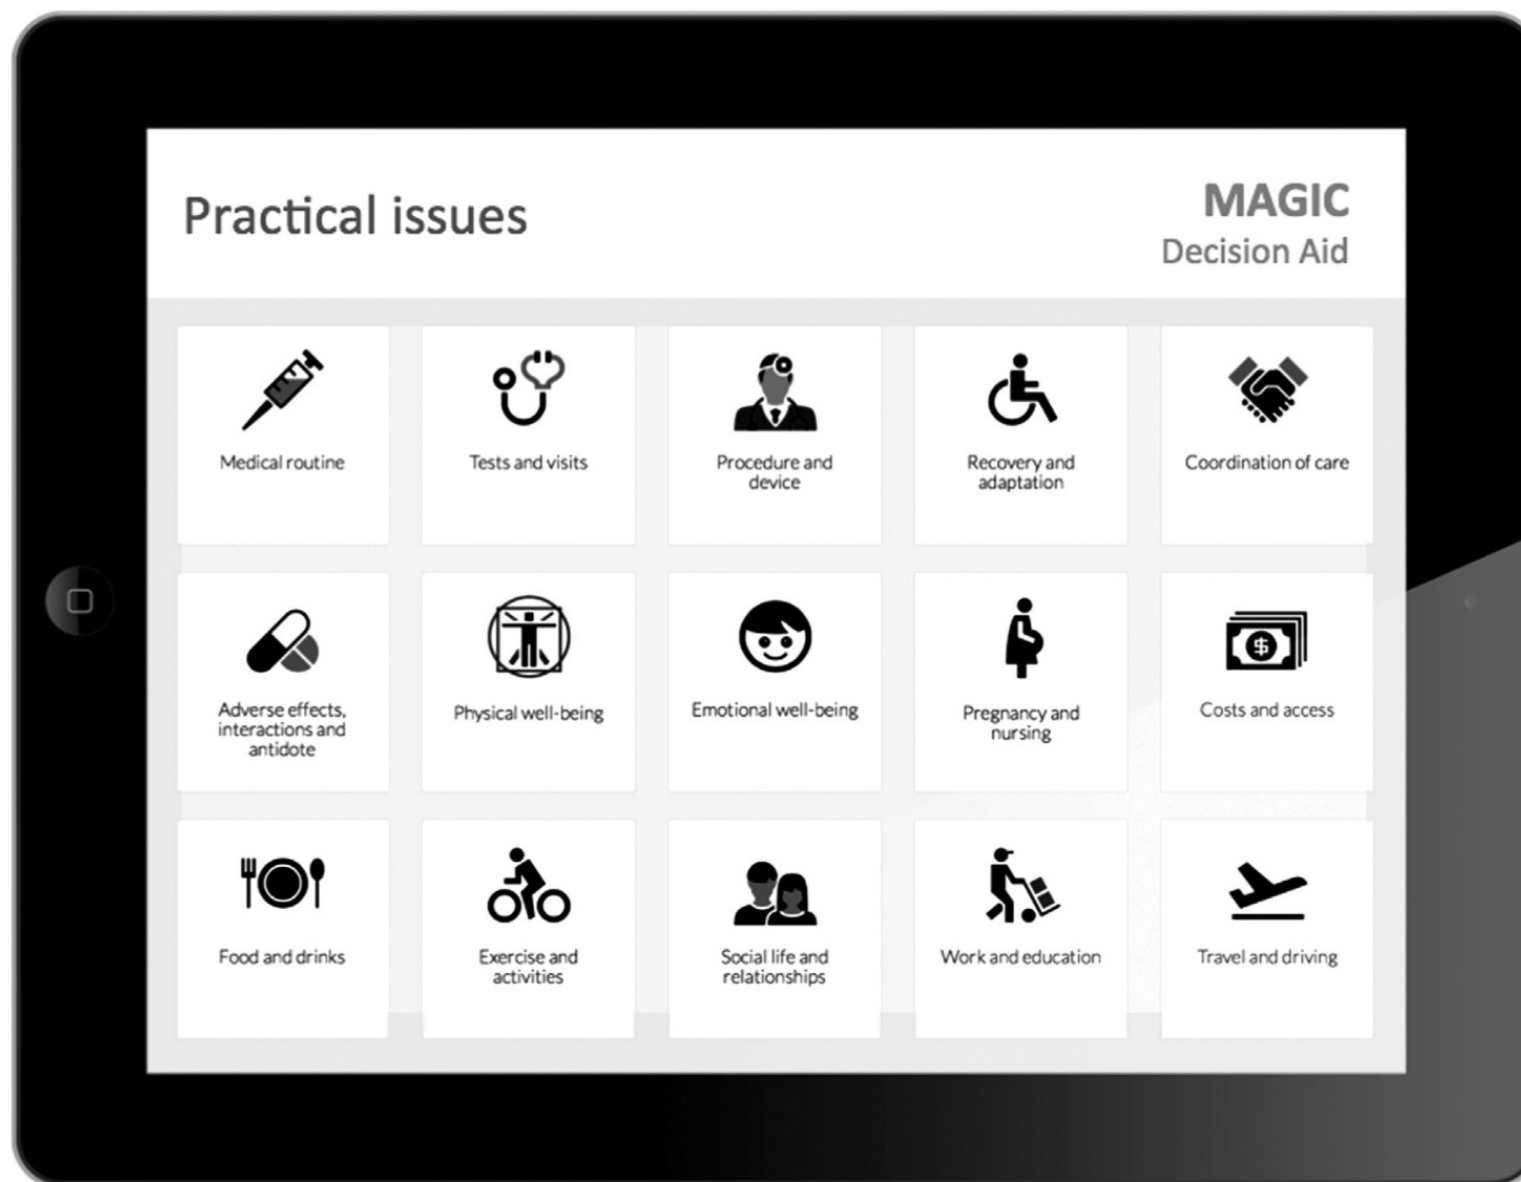 Practical issues
MAGIC
Decision Aid
Medical routine
Tests and visits
Procedure and
device
Recovery and
adaptation
Coordination of care
Adverse effects,
interactions and
antidote
Physical well-being
Emotional well-being
Pregnancy and
nursing
Costs and access
Food and drinks
Exercise and
activities
Social life and
relationships
Work and education
Travel and driving